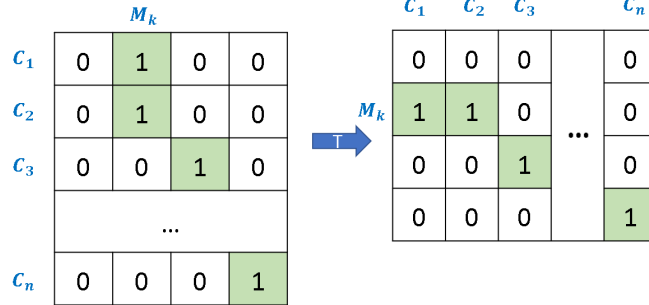 M_k
C_1 0 1 0 0
C_2 0 1 0 0
C_3 0 0 1 0
...
C_n 0 0 0 1
T
C_1 C_2 C_3 C_n
0 0 0 0
M_k 1 1 0 ... 0
0 0 1 0
0 0 0 1